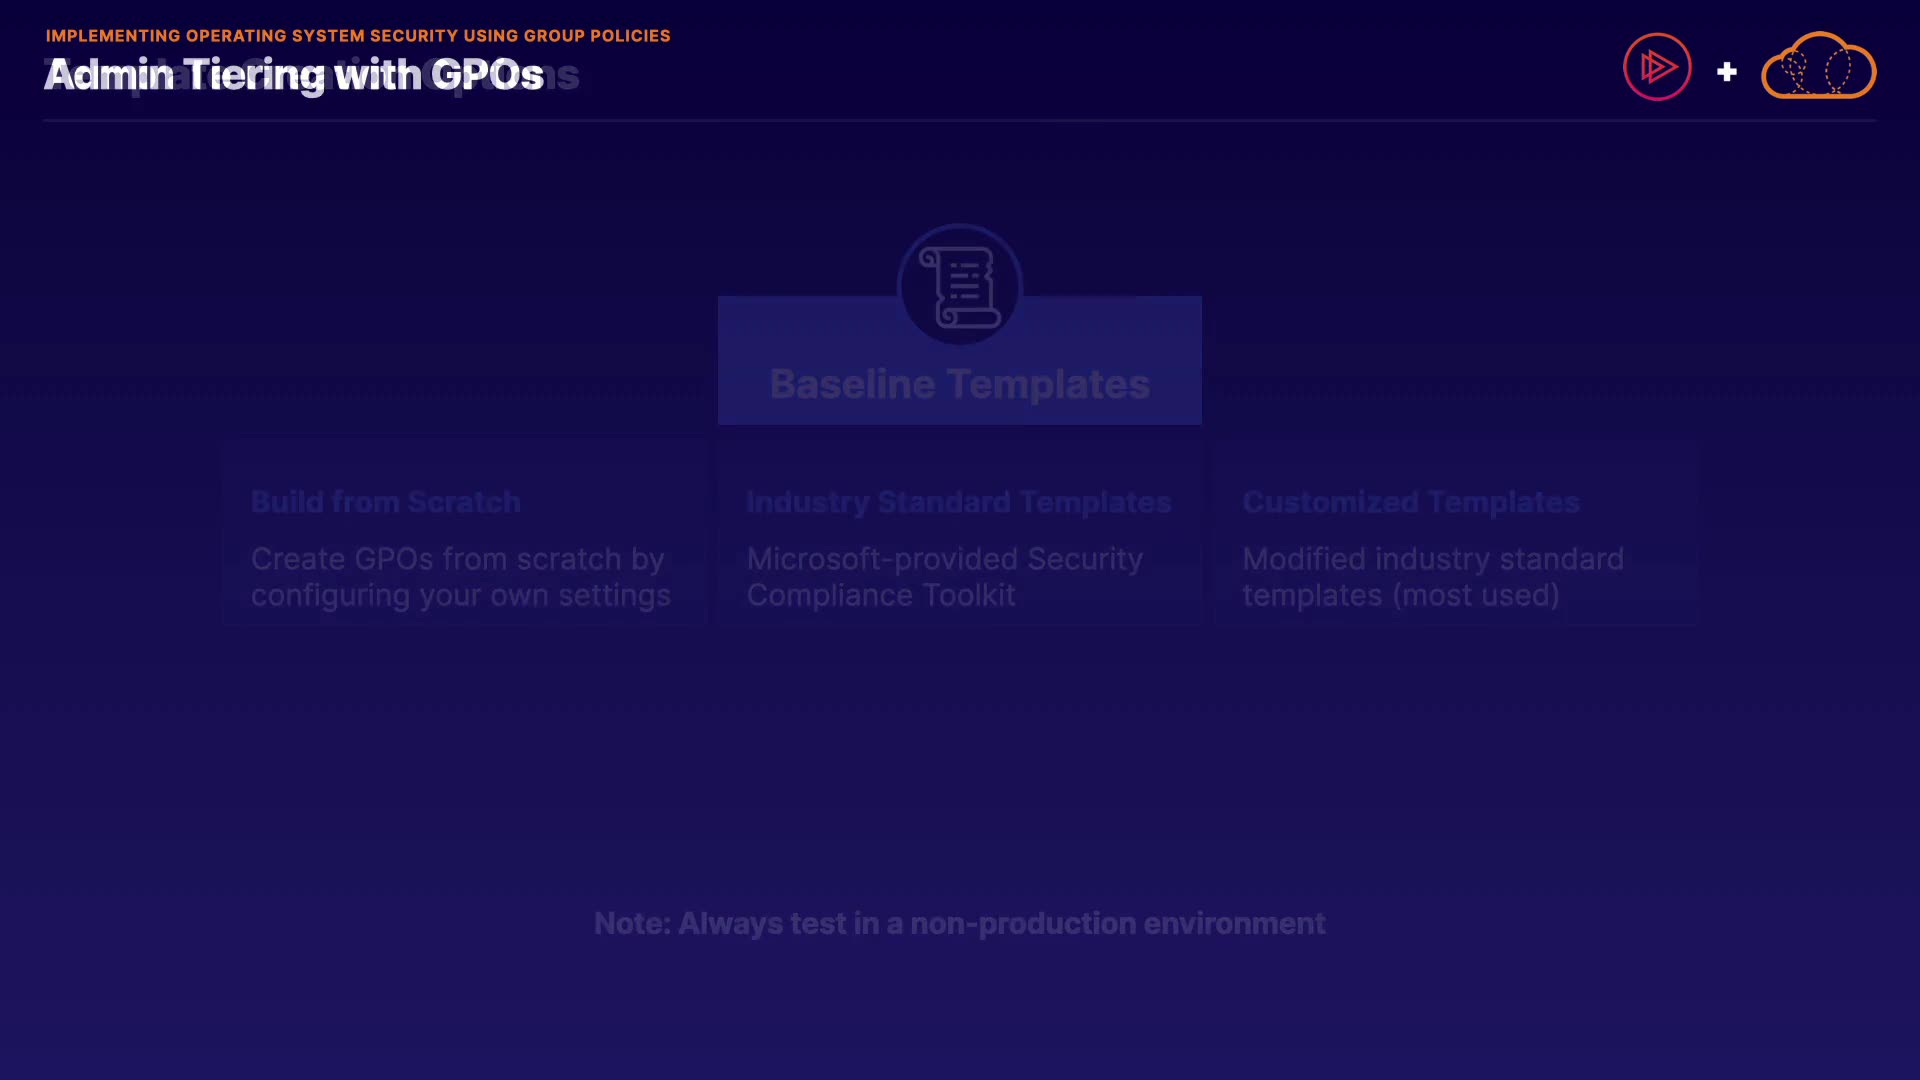 IMPLEMENTING OPERATING SYSTEM SECURITY USING GROUP POLICIES
Admin Tiering with GPOs
Baseline Templates
Build from Scratch
Create GPOs from scratch by
configuring your own settings
Industry Standard Templates
Microsoft-provided Security
Compliance Toolkit
Customized Templates
Modified industry standard
templates (most used)
Note: Always test in a non-production environment